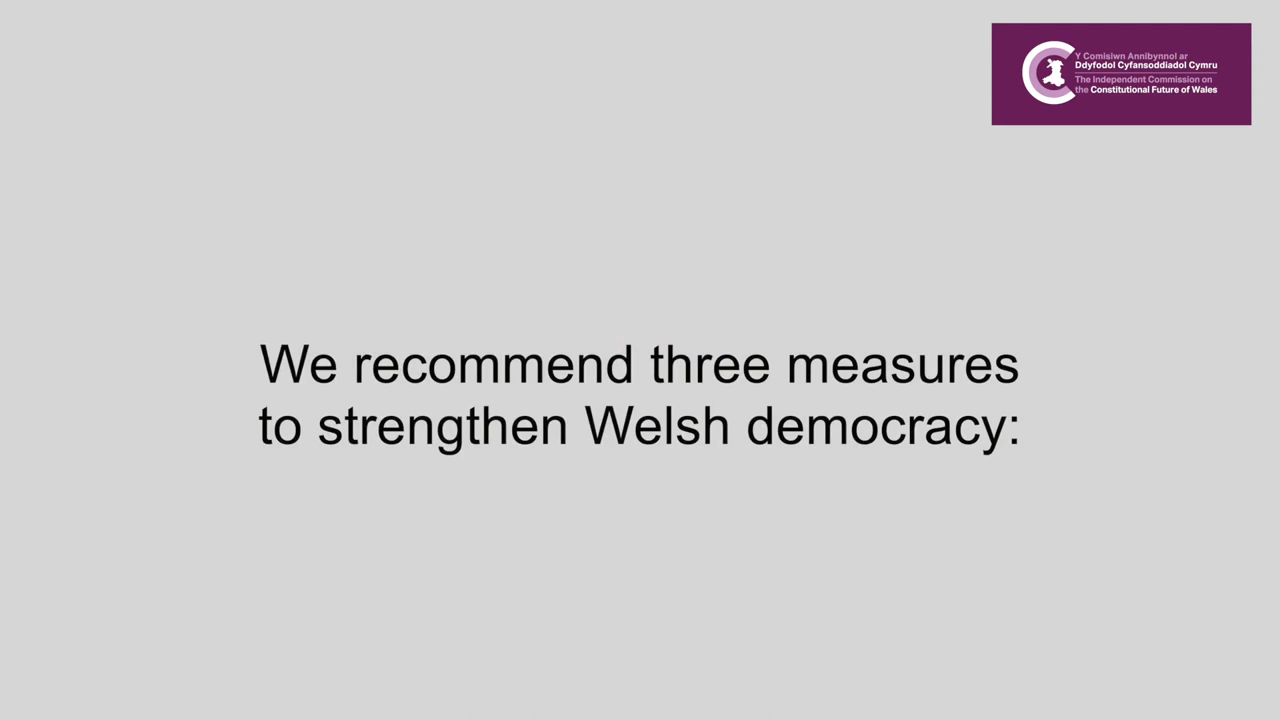 Y Comisiwn Annibynnol ar
Ddyfodol Cyfansoddiadol Cymru
The Independent Commission on
the Constitutional Future of Wales
We recommend three measures
to strengthen Welsh democracy: